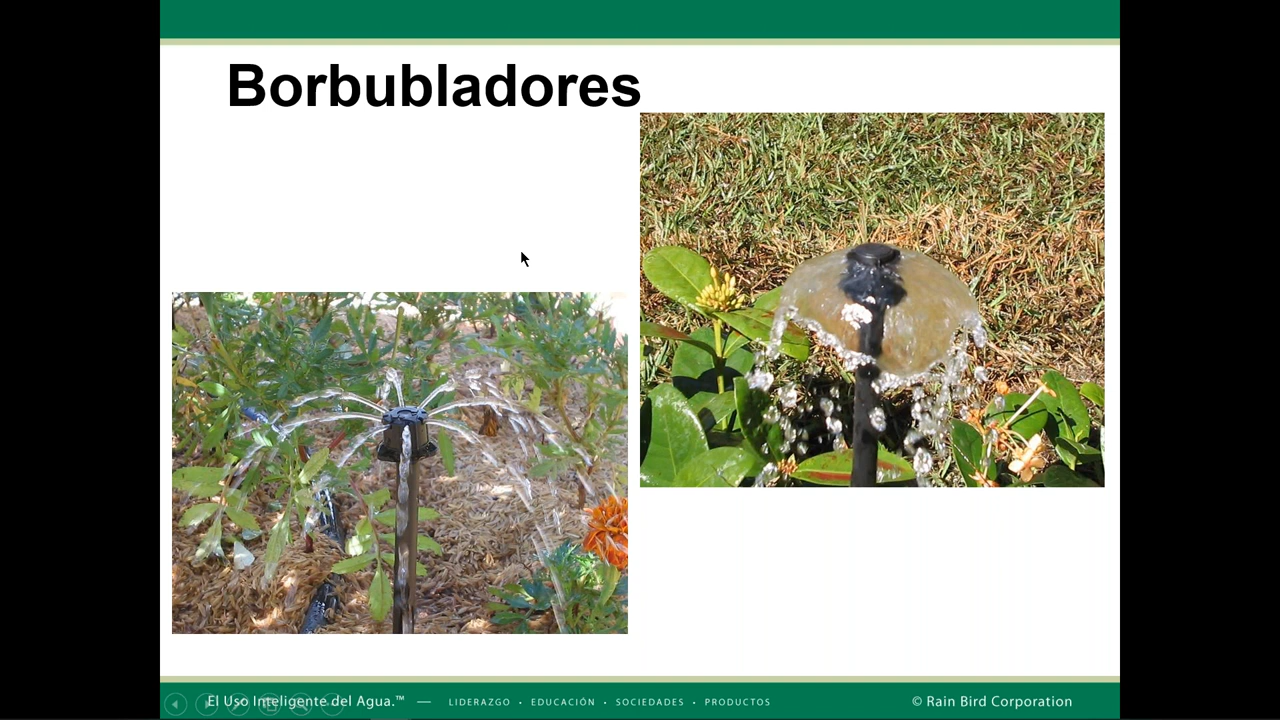 Borbubladores
El Uso Inteligente del Agua.™ — LIDERAZGO • EDUCACIÓN • SOCIEDADES • PRODUCTOS © Rain Bird Corporation